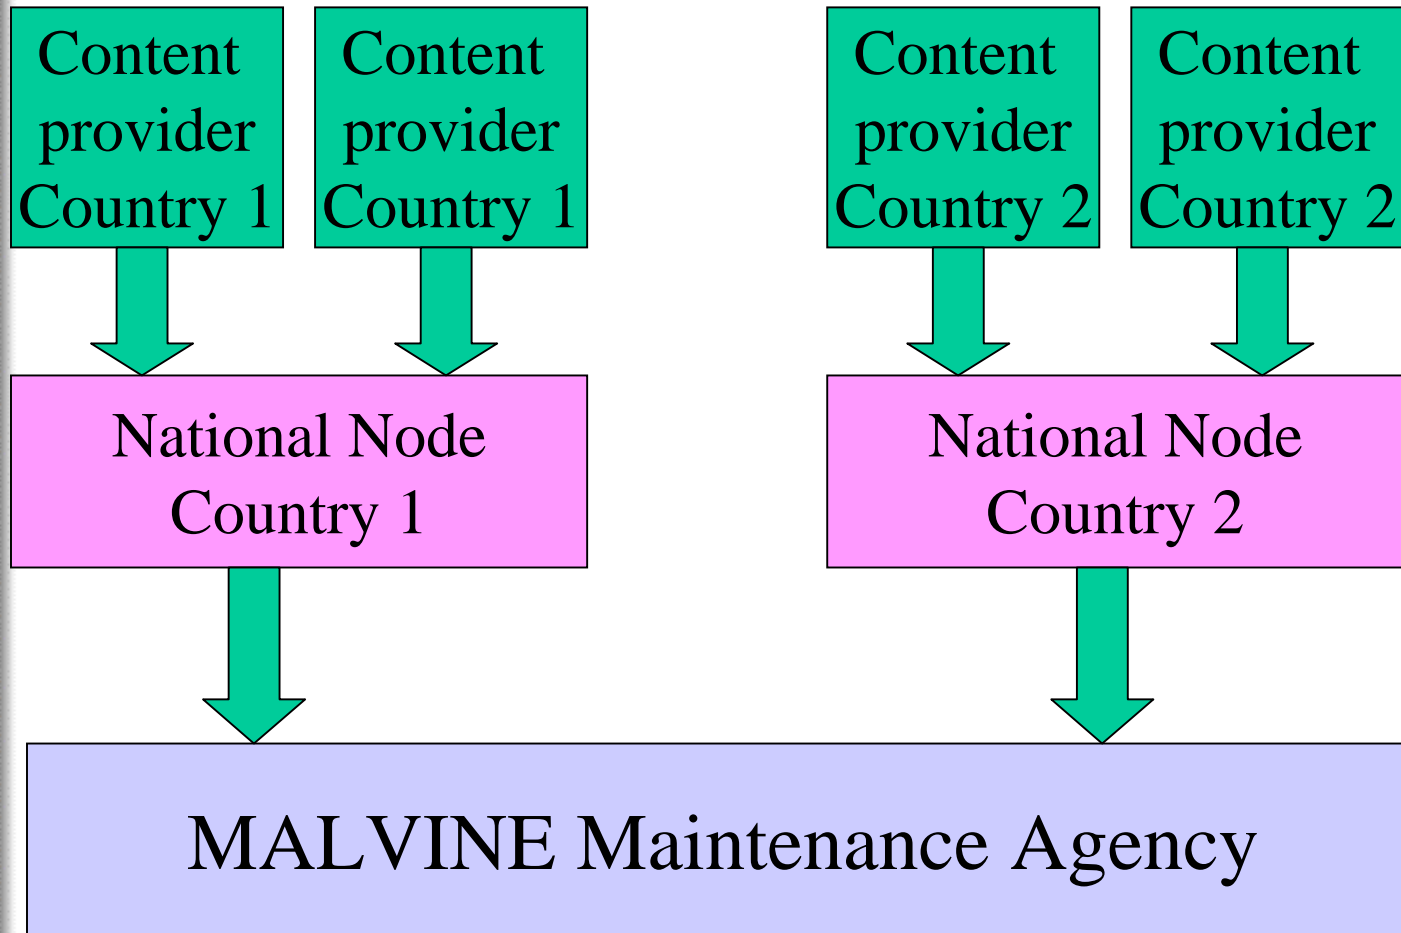 Content
provider
Country 1
Content
provider
Country 1
Content
provider
Country 2
Content
provider
Country 2
National Node
Country 1
National Node
Country 2
MALVINE Maintenance Agency